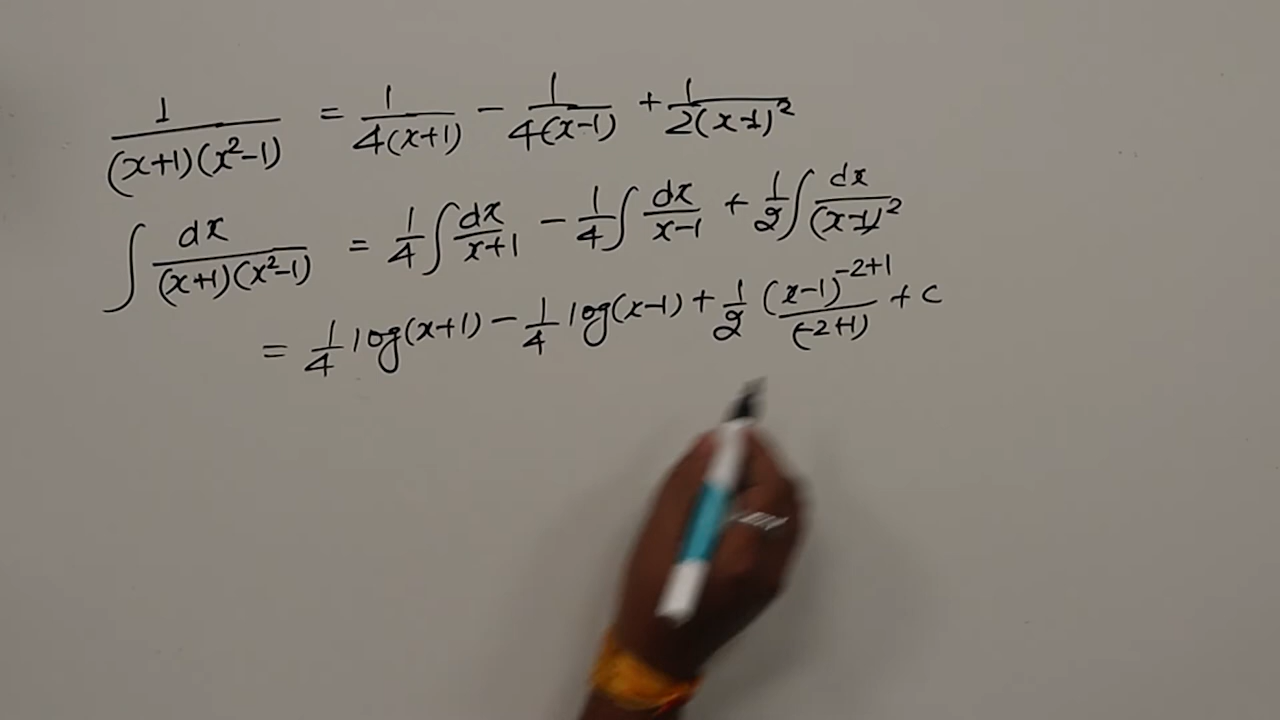 1/((x+1)(x²-1)) = 1/(4(x+1)) - 1/(4(x-1)) + 1/(2(x-1)²)
∫ dx/((x+1)(x²-1)) = 1/4 ∫ dx/(x+1) - 1/4 ∫ dx/(x-1) + 1/2 ∫ dx/(x-1)²
= 1/4 log(x+1) - 1/4 log(x-1) + 1/2 (x-1)⁻²⁺¹/(-2+1) + c